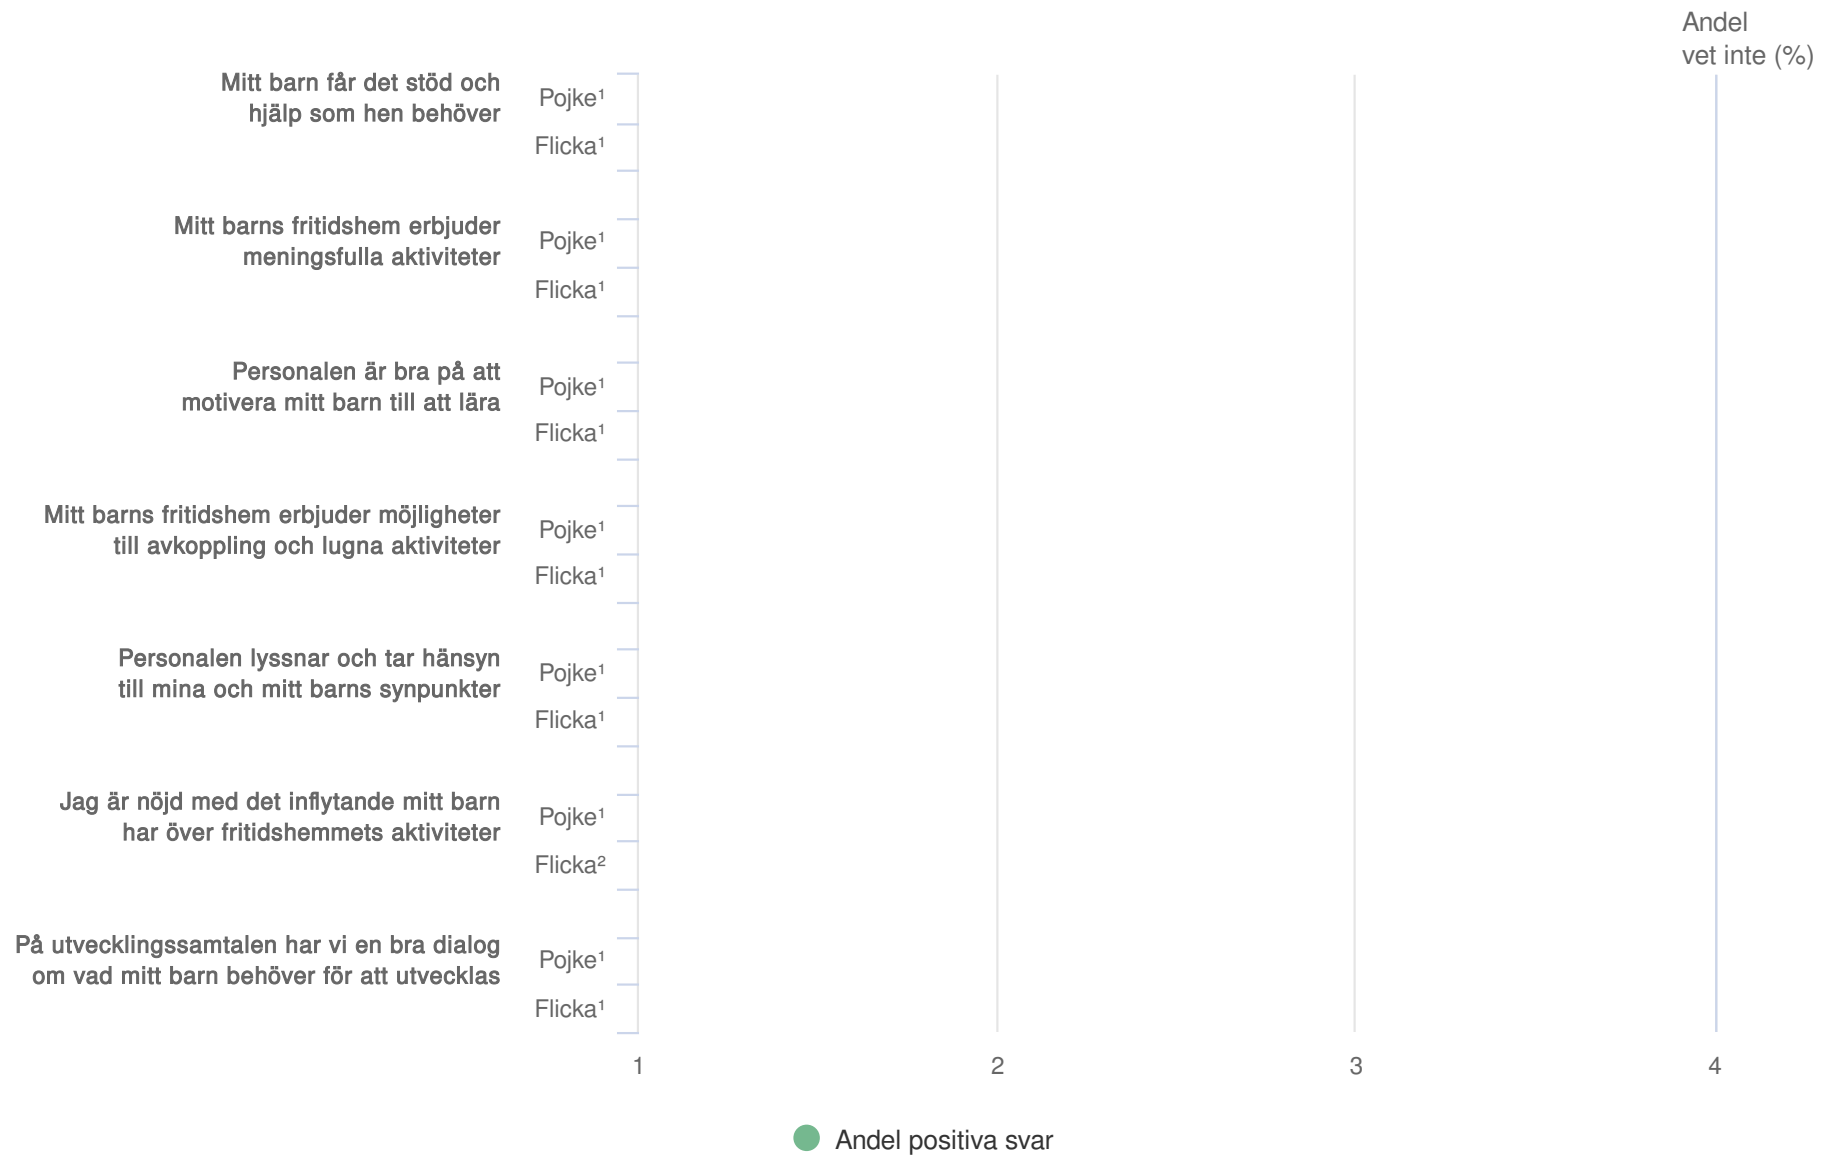 Andel
vet inte (%)
Mitt barn får det stöd och
hjälp som hen behöver
Pojke¹
Flicka¹
Mitt barns fritidshem erbjuder
meningsfulla aktiviteter
Pojke¹
Flicka¹
Personalen är bra på att
motivera mitt barn till att lära
Pojke¹
Flicka¹
Mitt barns fritidshem erbjuder möjligheter
till avkoppling och lugna aktiviteter
Pojke¹
Flicka¹
Personalen lyssnar och tar hänsyn
till mina och mitt barns synpunkter
Pojke¹
Flicka¹
Jag är nöjd med det inflytande mitt barn
har över fritidshemmets aktiviteter
Pojke¹
Flicka²
På utvecklingssamtalen har vi en bra dialog
om vad mitt barn behöver för att utvecklas
Pojke¹
Flicka¹
1 2 3 4
Andel positiva svar